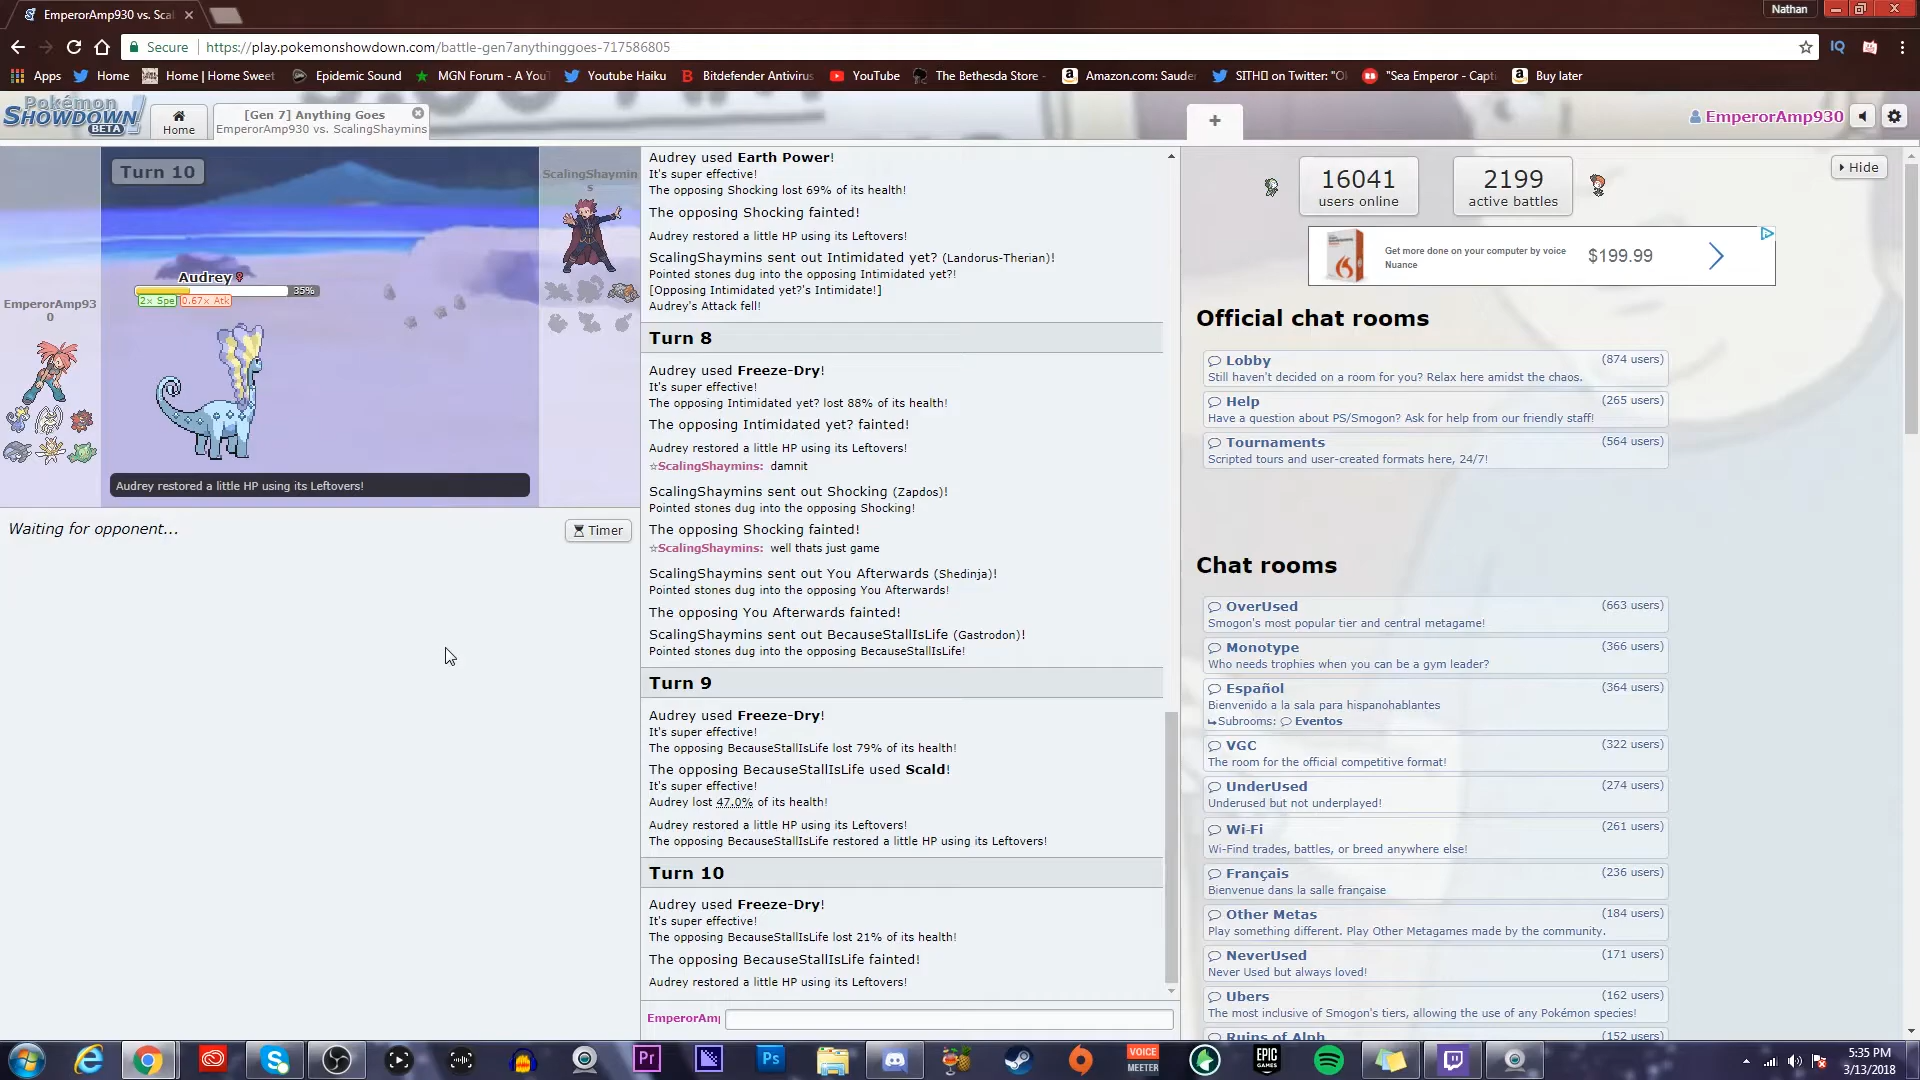 EmperorAmp930 vs. Sca
Nathan
Secure
https://play.pokemonshowdown.com/battle-gen7anythinggoes-717586805
Apps
Home
Home | Home Sweet
Epidemic Sound
MGN Forum - A You
Youtube Haiku
Bitdefender Antivirus
YouTube
The Bethesda Store -
Amazon.com: Saude
"Sea Emperor - Capt
Buy later
Pokémon
SHOWDOWN!
BETA
Home
[Gen 7] Anything Goes
EmperorAmp930 vs. ScalingShaymins
+
EmperorAmp930
Turn 10
EmperorAmp93
0
Audrey
35%
2x Spe
0.67x Atk
ScalingShaymin
s
Audrey restored a little HP using its Leftovers!
Waiting for opponent...
Timer
Audrey used Earth Power!
It's super effective!
The opposing Shocking lost 69% of its health!
The opposing Shocking fainted!
Audrey restored a little HP using its Leftovers!
ScalingShaymins sent out Intimidated yet? (Landorus-Therian)!
Pointed stones dug into the opposing Intimidated yet?!
[Opposing Intimidated yet?'s Intimidate!]
Audrey's Attack fell!
Turn 8
Audrey used Freeze-Dry!
It's super effective!
The opposing Intimidated yet? lost 88% of its health!
The opposing Intimidated yet? fainted!
Audrey restored a little HP using its Leftovers!
☆ScalingShaymins: damnit
ScalingShaymins sent out Shocking (Zapdos)!
Pointed stones dug into the opposing Shocking!
The opposing Shocking fainted!
☆ScalingShaymins: well thats just game
ScalingShaymins sent out You Afterwards (Shedinja)!
Pointed stones dug into the opposing You Afterwards!
The opposing You Afterwards fainted!
ScalingShaymins sent out BecauseStallIsLife (Gastrodon)!
Pointed stones dug into the opposing BecauseStallIsLife!
Turn 9
Audrey used Freeze-Dry!
It's super effective!
The opposing BecauseStallIsLife lost 79% of its health!
The opposing BecauseStallIsLife used Scald!
It's super effective!
Audrey lost 47.0% of its health!
Audrey restored a little HP using its Leftovers!
The opposing BecauseStallIsLife restored a little HP using its Leftovers!
Turn 10
Audrey used Freeze-Dry!
It's super effective!
The opposing BecauseStallIsLife lost 21% of its health!
The opposing BecauseStallIsLife fainted!
Audrey restored a little HP using its Leftovers!
EmperorAm
16041
users online
2199
active battles
Hide
Get more done on your computer by voice
Nuance
$199.99
Official chat rooms
Lobby
(874 users)
Still haven't decided on a room for you? Relax here amidst the chaos.
Help
(265 users)
Have a question about PS/Smogon? Ask for help from our friendly staff!
Tournaments
(564 users)
Scripted tours and user-created formats here, 24/7!
Chat rooms
OverUsed
(663 users)
Smogon's most popular tier and central metagame!
Monotype
(366 users)
Who needs trophies when you can be a gym leader?
Español
(364 users)
Bienvenido a la sala para hispanohablantes
Subrooms: Eventos
VGC
(322 users)
The room for the official competitive format!
UnderUsed
(274 users)
Underused but not underplayed!
Wi-Fi
(261 users)
Wi-Find trades, battles, or breed anywhere else!
Français
(236 users)
Bienvenue dans la salle française
Other Metas
(184 users)
Play something different. Play Other Metagames made by the community.
NeverUsed
(171 users)
Never Used but always loved!
Ubers
(162 users)
The most inclusive of Smogon's tiers, allowing the use of any Pokémon species!
Ruins of Alph
(152 users)
Pr
Ps
VOICE
MEETER
EPIC
GAMES
5:35 PM
3/13/2018